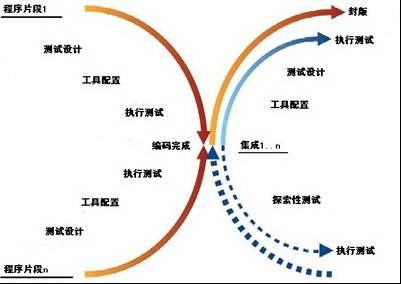 程序片段1
测试设计
工具配置
执行测试
编码完成
执行测试
工具配置
测试设计
程序片段n
封版
执行测试
测试设计
工具配置
集成1..n
探索性测试
执行测试